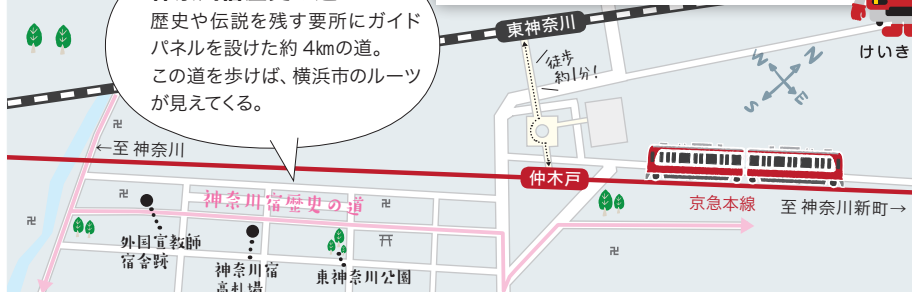 歴史や伝説を残す要所にガイド
パネルを設けた約4kmの道。
この道を歩けば、横浜市のルーツ
が見えてくる。
東神奈川
徒歩
約1分!
けいき
N
W
E
S
←至 神奈川
仲木戸
京急本線
至 神奈川新町→
神奈川宿歴史の道
外国宣教師
宿舎跡
神奈川宿
高札場
東神奈川公園